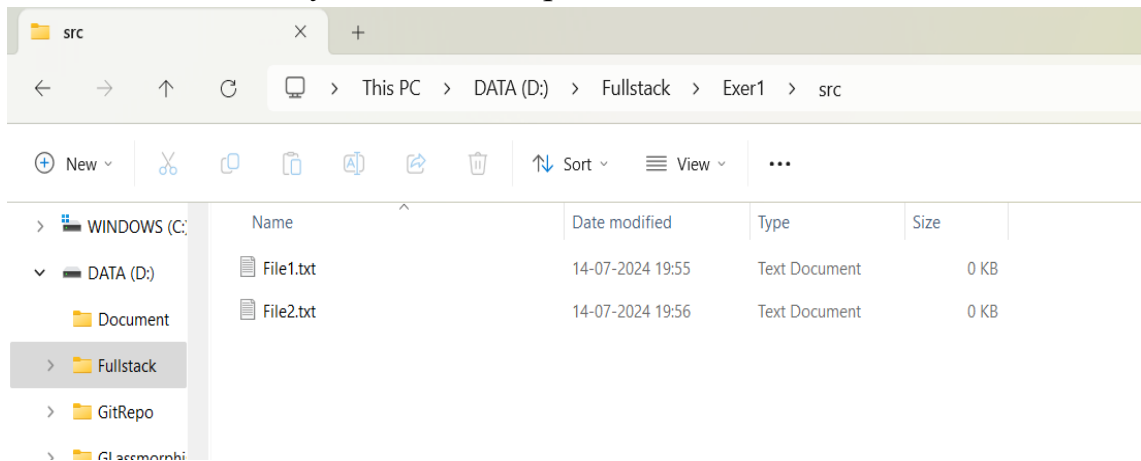 src
This PC > DATA (D:) > Fullstack > Exer1 > src
New Sort View
WINDOWS (C:)
DATA (D:)
Document
Fullstack
GitRepo
GLassmorphi
Name Date modified Type Size
File1.txt 14-07-2024 19:55 Text Document 0 KB
File2.txt 14-07-2024 19:56 Text Document 0 KB